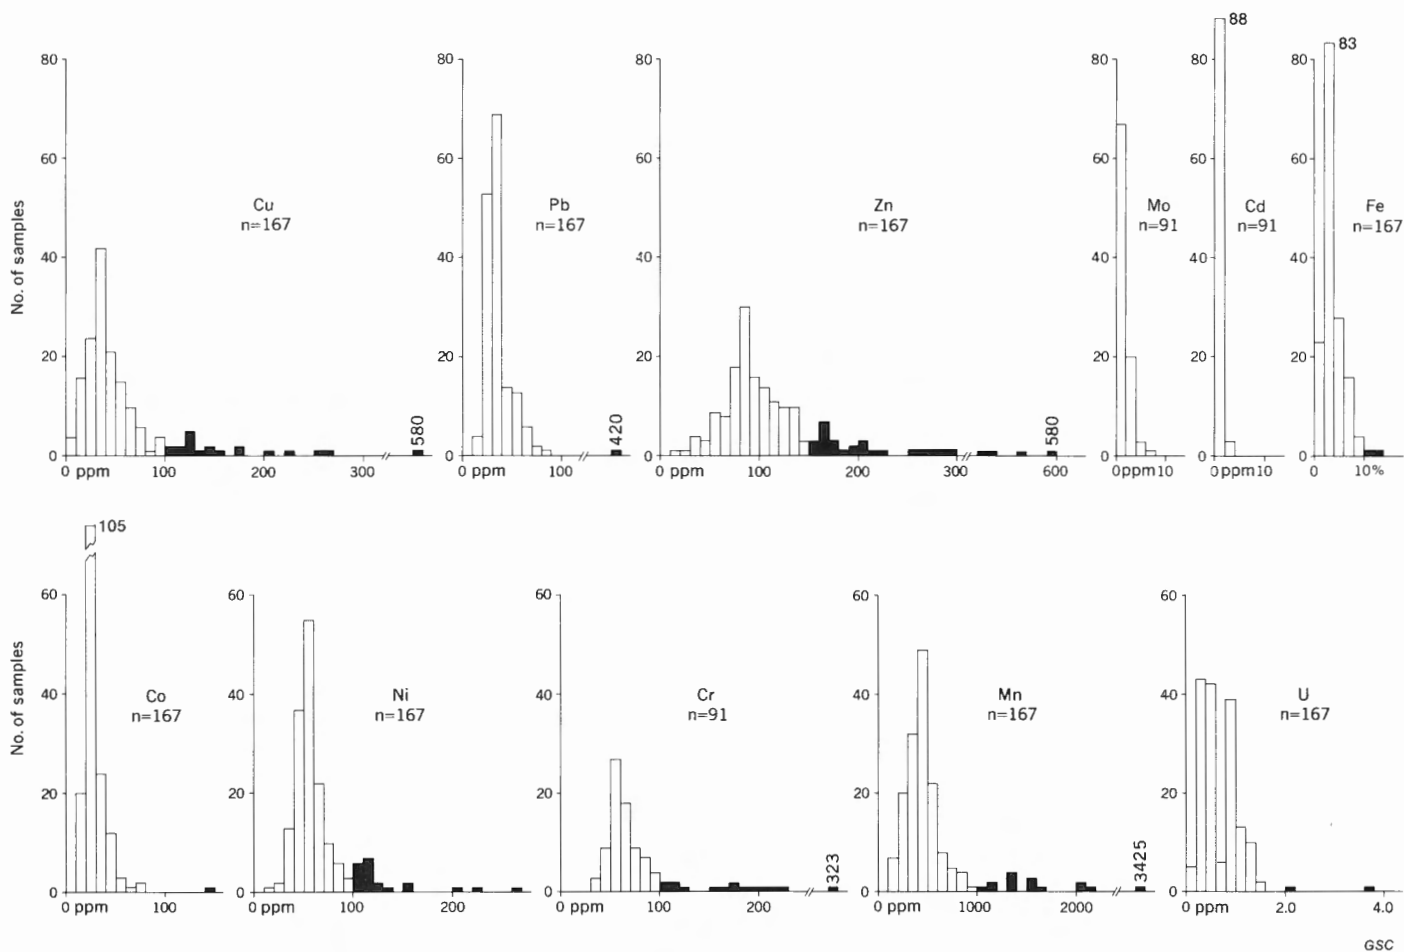 88
83
80 80 80 80 80 80
60 60 60 60 60 60
Cu Pb Zn Mo Cd Fe
n=167 n=167 n=167 n=91 n=91 n=167
No. of samples
40 40 40 40 40 40
20 20 20 20 20 20
580 420 580
0 0 0 0 0 0
0 ppm 100 200 300 0 ppm 100 0 ppm 100 200 300 600 0ppm10 0ppm10 0 10%
105
60 60 60 60 60
Co Ni Cr Mn U
n=167 n=167 n=91 n=167 n=167
No. of samples
40 40 40 40 40
20 20 20 20 20
323 3425
0 0 0 0 0
0 ppm 100 0 ppm 100 200 0 ppm 100 200 0 ppm 1000 2000 0 ppm 2.0 4.0
GSC